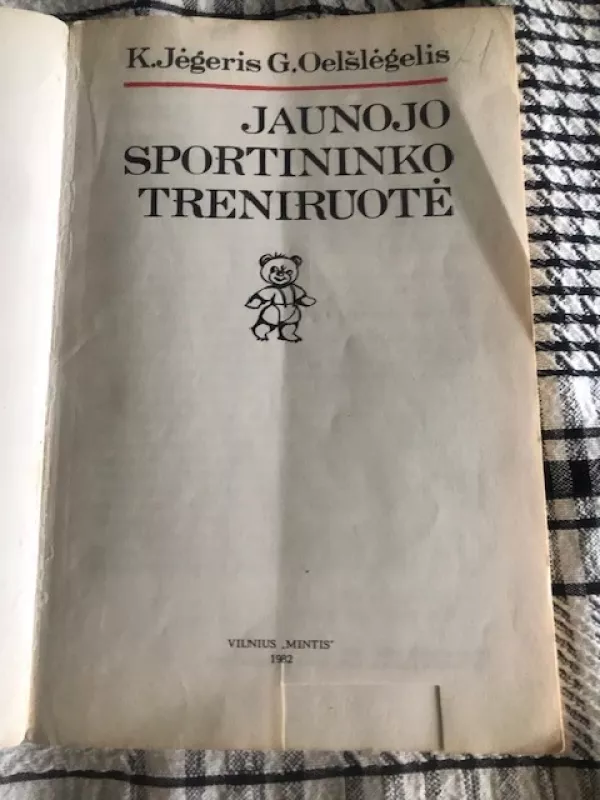 K.Jėgeris G.Oelšlėgelis
JAUNOJO
SPORTININKO
TRENIRUOTĖ
VILNIUS „MINTIS“
1982